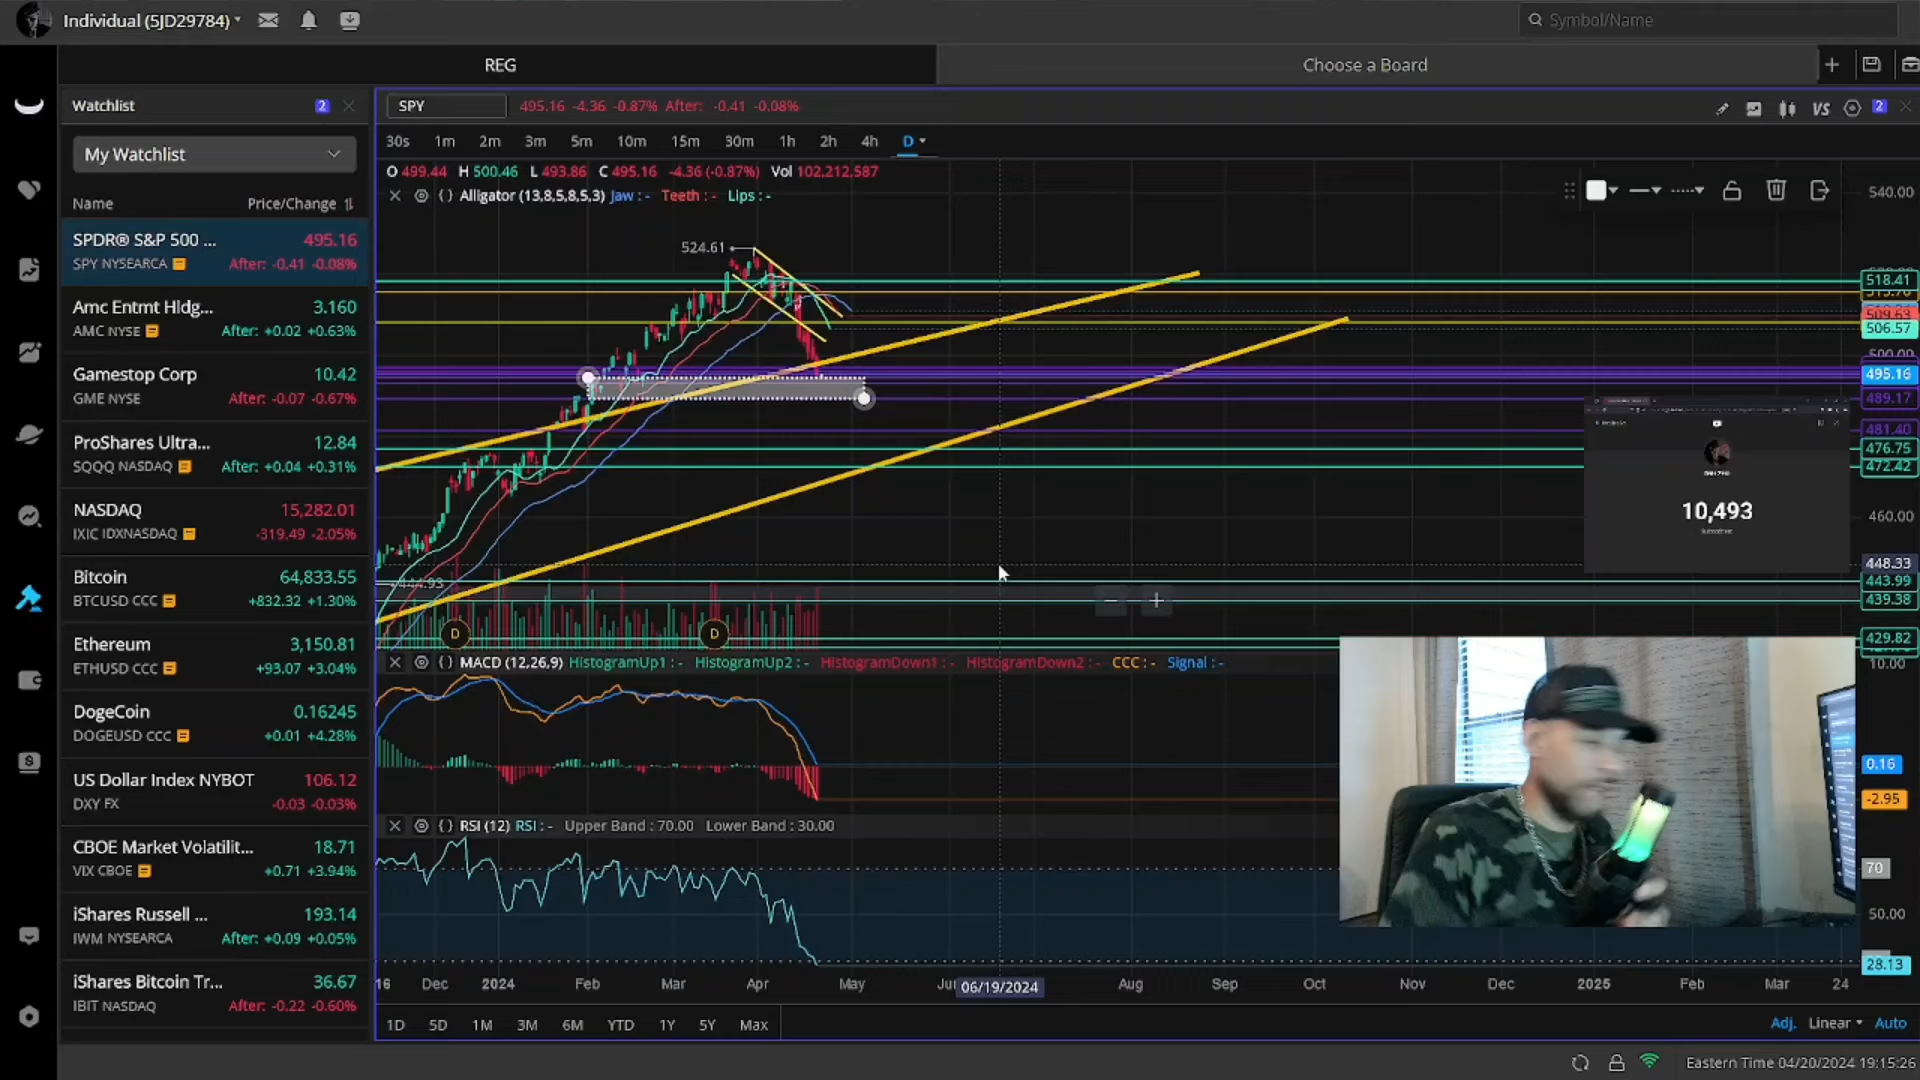 Individual (5JD29784)
Symbol/Name
REG
Choose a Board
Watchlist
2
My Watchlist
Name
Price/Change
SPDR® S&P 500 ...
495.16
SPY NYSEARCA
After: -0.41 -0.08%
Amc Entmt Hldg...
3.160
AMC NYSE
After: +0.02 +0.63%
Gamestop Corp
10.42
GME NYSE
After: -0.07 -0.67%
ProShares Ultra...
12.84
SQQQ NASDAQ
After: +0.04 +0.31%
NASDAQ
15,282.01
IXIC IDXNASDAQ
-319.49 -2.05%
Bitcoin
64,833.55
BTCUSD CCC
+832.32 +1.30%
Ethereum
3,150.81
ETHUSD CCC
+93.07 +3.04%
DogeCoin
0.16245
DOGEUSD CCC
+0.01 +4.28%
US Dollar Index NYBOT
106.12
DXY FX
-0.03 -0.03%
CBOE Market Volatilit...
18.71
VIX CBOE
+0.71 +3.94%
iShares Russell ...
193.14
IWM NYSEARCA
After: +0.09 +0.05%
iShares Bitcoin Tr...
36.67
IBIT NASDAQ
After: -0.22 -0.60%
SPY
495.16 -4.36 -0.87% After: -0.41 -0.08%
VS
2
30s 1m 2m 3m 5m 10m 15m 30m 1h 2h 4h D
O 499.44 H 500.46 L 493.86 C 495.16 -4.36 (-0.87%) Vol 102,212,587
Alligator (13,8,5,8,5,3) Jaw : - Teeth : - Lips : -
524.61
444.93
D
D
540.00
518.41
509.63
506.57
500.00
495.16
489.17
481.40
476.75
472.42
460.00
448.33
443.99
439.38
429.82
10.00
10,493
MACD (12,26,9) HistogramUp1 : - HistogramUp2 : - HistogramDown1 : - HistogramDown2 : - CCC : - Signal : -
0.16
-2.95
RSI (12) RSI : - Upper Band : 70.00 Lower Band : 30.00
70
50.00
28.13
16 Dec 2024 Feb Mar Apr May 06/19/2024 Aug Sep Oct Nov Dec 2025 Feb Mar 24
1D 5D 1M 3M 6M YTD 1Y 5Y Max
Adj. Linear Auto
Eastern Time 04/20/2024 19:15:26